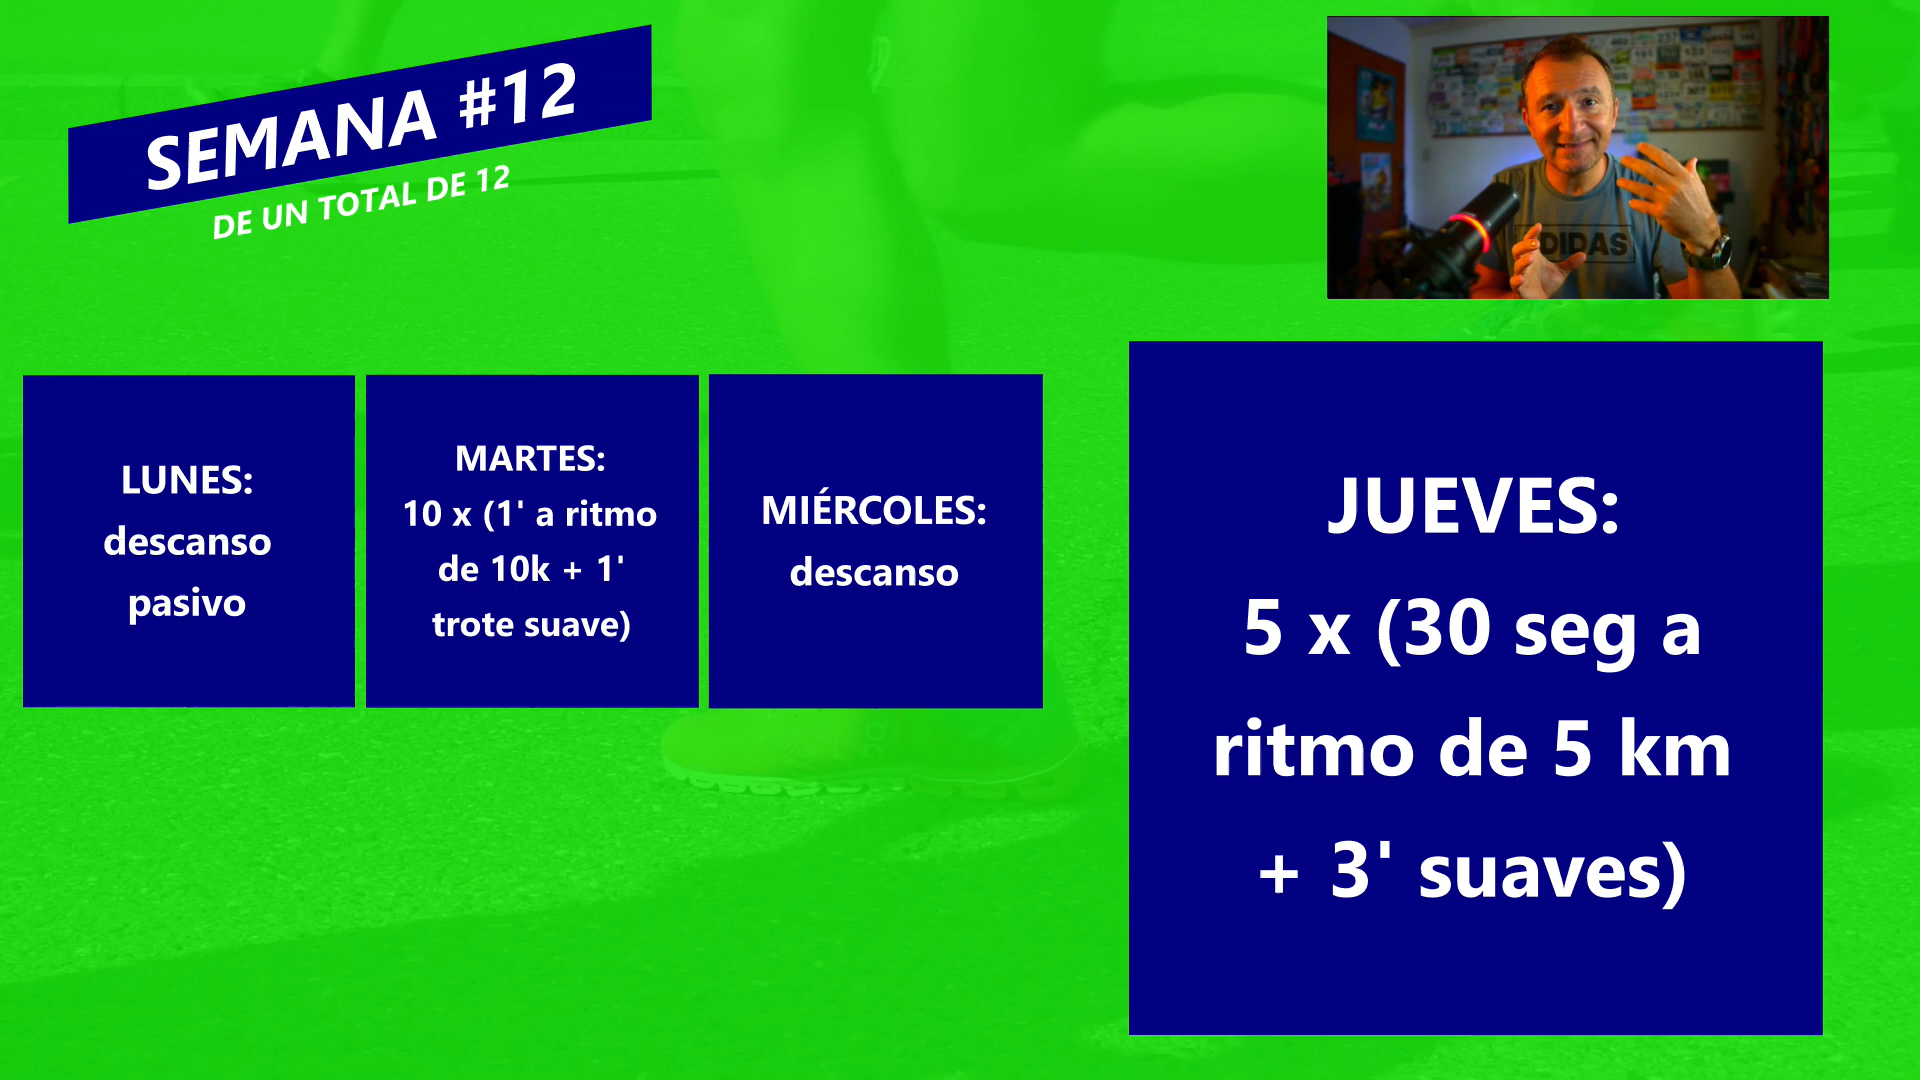 SEMANA #12
DE UN TOTAL DE 12
DIDAS
LUNES:
descanso
pasivo
MARTES:
10 x (1' a ritmo
de 10k + 1'
trote suave)
MIÉRCOLES:
descanso
JUEVES:
5 x (30 seg a
ritmo de 5 km
+ 3' suaves)